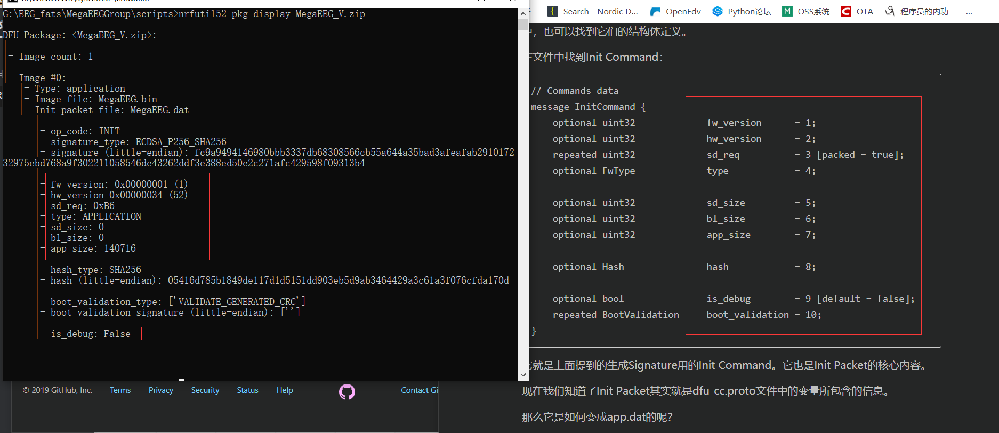 G:\EEG_fats\MegaEEGGroup\scripts>nrfutil52 pkg display MegaEEG_V.zip
DFU Package: <MegaEEG_V.zip>:
- Image count: 1
- Image #0:
- Type: application
- Image file: MegaEEG.bin
- Init packet file: MegaEEG.dat
- op_code: INIT
- signature_type: ECDSA_P256_SHA256
- signature (little-endian): fc9a9494146980bbb3337db68308566cb55a644a35bad3afeafab2910172
32975ebd768a9f302211058546de43262ddf3e388ed50e2c271afc429598f09313b4
- fw_version: 0x00000001 (1)
- hw_version 0x00000034 (52)
- sd_req: 0xB6
- type: APPLICATION
- sd_size: 0
- bl_size: 0
- app_size: 140716
- hash_type: SHA256
- hash (little-endian): 05416d785b1849de117d1d5151dd903eb5d9ab3464429a3c61a3f076cfda170d
- boot_validation_type: ['VALIDATE_GENERATED_CRC']
- boot_validation_signature (little-endian): ['']
- is_debug: False
© 2019 GitHub, Inc. Terms Privacy Security Status Help Contact Gi
Search - Nordic D... OpenEdv Python论坛 OSS系统 OTA 程序员的内功——...
，也可以找到它们的结构体定义。
文件中找到Init Command：
// Commands data
message InitCommand {
optional uint32 fw_version = 1;
optional uint32 hw_version = 2;
repeated uint32 sd_req = 3 [packed = true];
optional FwType type = 4;
optional uint32 sd_size = 5;
optional uint32 bl_size = 6;
optional uint32 app_size = 7;
optional Hash hash = 8;
optional bool is_debug = 9 [default = false];
repeated BootValidation boot_validation = 10;
}
就是上面提到的生成Signature用的Init Command。它也是Init Packet的核心内容。
现在我们知道了Init Packet其实就是dfu-cc.proto文件中的变量所包含的信息。
那么它是如何变成app.dat的呢？